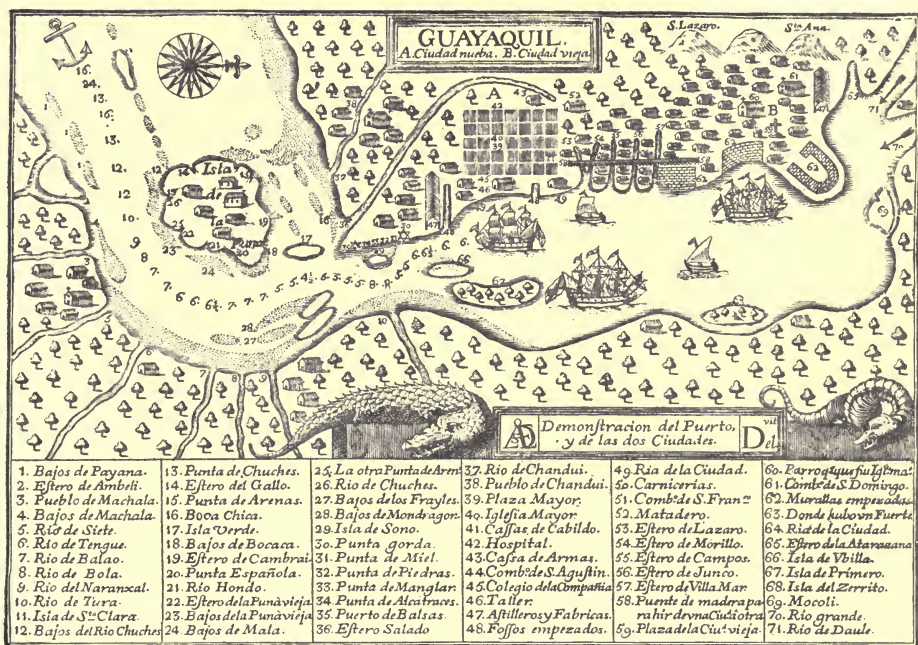 GUAYAQUIL.
A. Ciudad nueba. B. Ciudad vieja
S. Lazaro.
Sta. Ana.
A
B
Isla
de
la
Puna
Demonstracion del Puerto,
y de las dos Ciudades.
1. Bajos de Payana.
2. Estero de Ambeli.
3. Pueblo de Machala.
4. Bajos de Machala
5. Rio de Siete.
6. Rio de Tengue.
7. Rio de Balao.
8. Rio de Bola.
9. Rio del Naranxal.
10. Rio de Tura.
11. Isla de Sta Clara.
12. Bajos del Rio Chuches
13. Punta de Chuches.
14. Estero del Gallo.
15. Punta de Arenas.
16. Boca Chica.
17. Isla Verde.
18. Bajos de Bocaca.
19. Estero de Cambrai
20. Punta Española.
21. Rio Hondo.
22. Estero de la Punà vieja
23. Bajos de la Punà vieja
24. Bajos de Mala.
25. La otra Punta de Aren
26. Rio de Chuches.
27. Bajos de los Frayles.
28. Bajos de Mondragon.
29. Isla de Sono.
30. Punta gorda.
31. Punta de Miel.
32. Punta de Piedras.
33. Punta de Manglar.
34. Punta de Alcatraces.
35. Puerto de Balsas.
36. Estero Salado
37. Rio de Chandui.
38. Pueblo de Chandui.
39. Plaza Mayor.
40. Iglesia Mayor.
41. Cassas de Cabildo.
42. Hospital.
43. Cassa de Armas.
44. Combto de S. Agustin.
45. Colegio de la Compañia
46. Taller.
47. Astilleros y Fabricas.
48. Fossos empezados.
49. Ria de la Ciudad.
50. Carnicerias.
51. Combto de S. Franco
52. Matadero.
53. Estero de Lazaro.
54. Estero de Morillo.
55. Estero de Campos.
56. Estero de Junco.
57. Estero de Villa Mar.
58. Puente de madera pa
ra hir de vna Ciud. à otra
59. Plaza de la Ciud. vieja.
60. Parroq
61. Combto de S. Domingo.
62. Murallas empezadas
63. Donde hubo vn Fuerte
64. Ria de la Ciudad.
65. Estero de la Atarazana
66. Isla de Vbilla.
67. Isla de Primero.
68. Isla del Zerrito.
69. Mocoli.
70. Rio grande.
71. Rio de Daule.